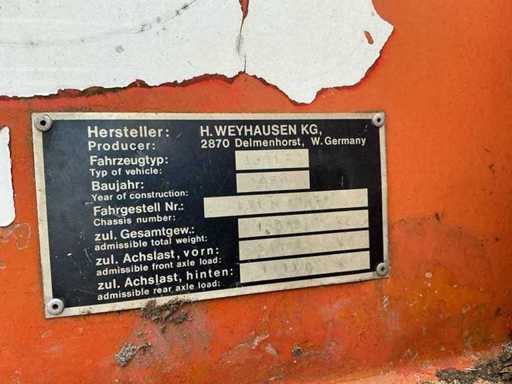 Hersteller: H. WEYHAUSEN KG,
Producer: 2870 Delmenhorst, W. Germany
Fahrzeugtyp:
Typ of vehicle:
Baujahr:
Year of construction:
Fahrgestell Nr.:
Chassis number:
zul. Gesamtgew.:
admissible total weight:
zul. Achslast, vorn:
admissible front axle load:
zul. Achslast, hinten:
admissible rear axle load: